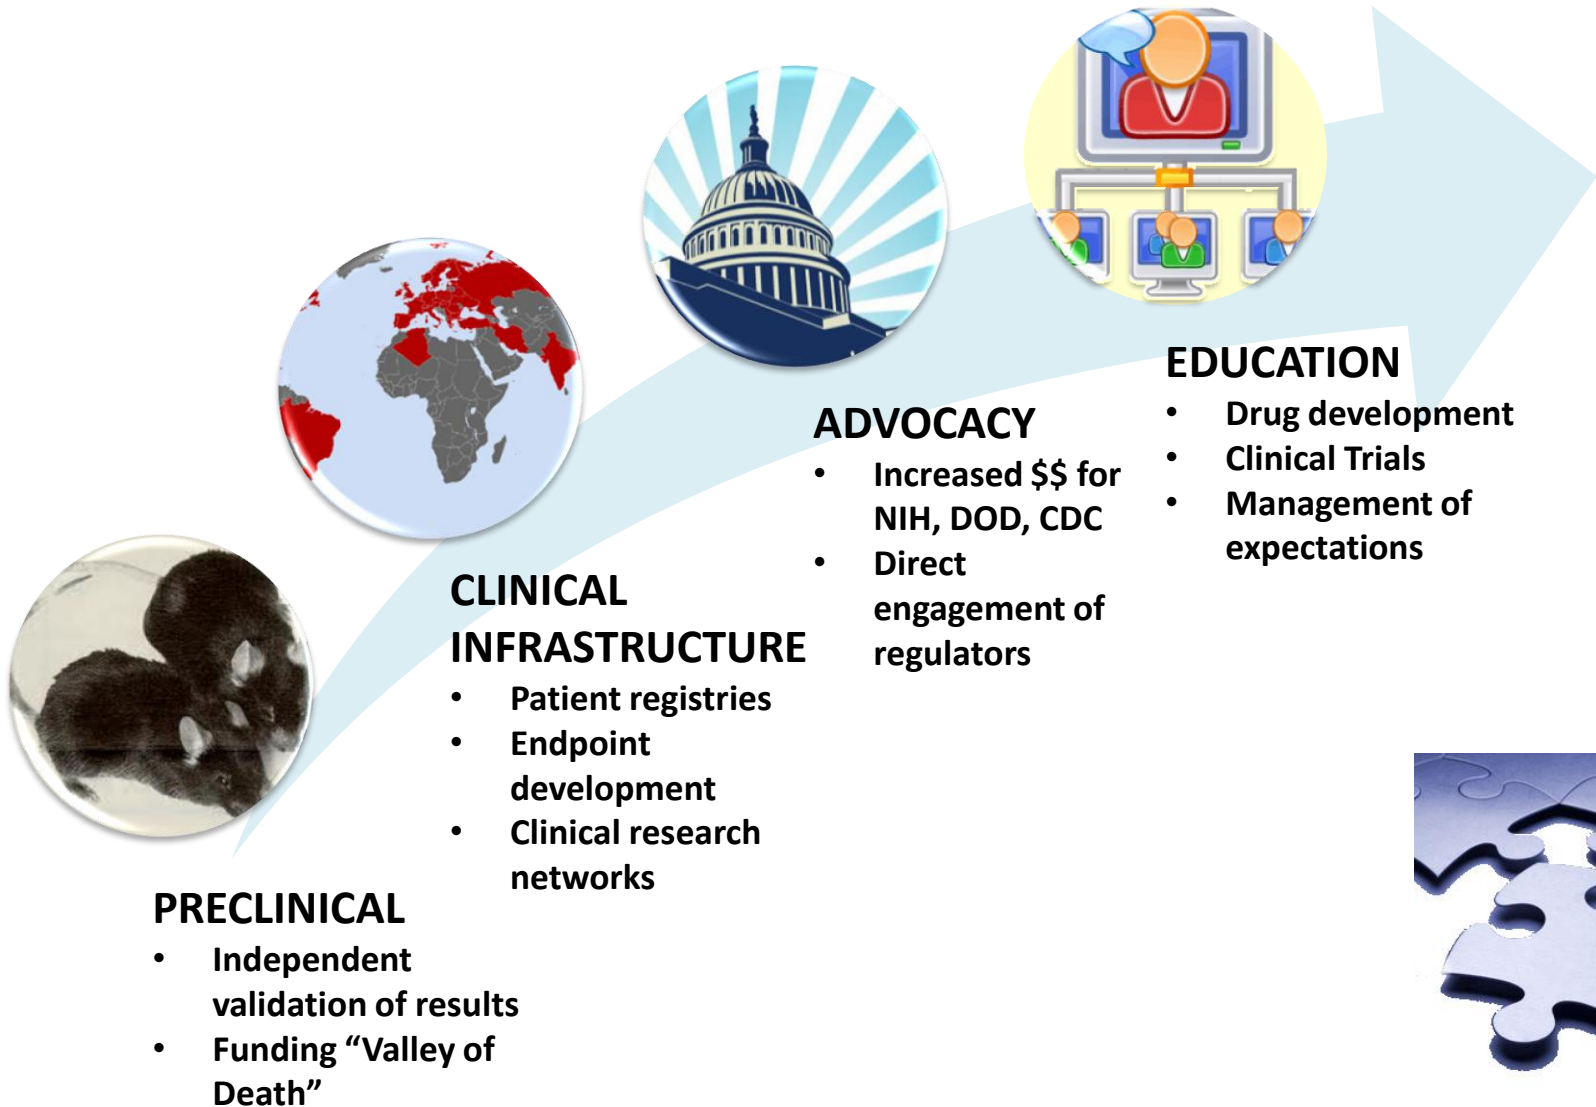 PRECLINICAL
• Independent
validation of results
• Funding “Valley of
Death”
CLINICAL
INFRASTRUCTURE
• Patient registries
• Endpoint
development
• Clinical research
networks
ADVOCACY
• Increased $$ for
NIH, DOD, CDC
• Direct
engagement of
regulators
EDUCATION
• Drug development
• Clinical Trials
• Management of
expectations